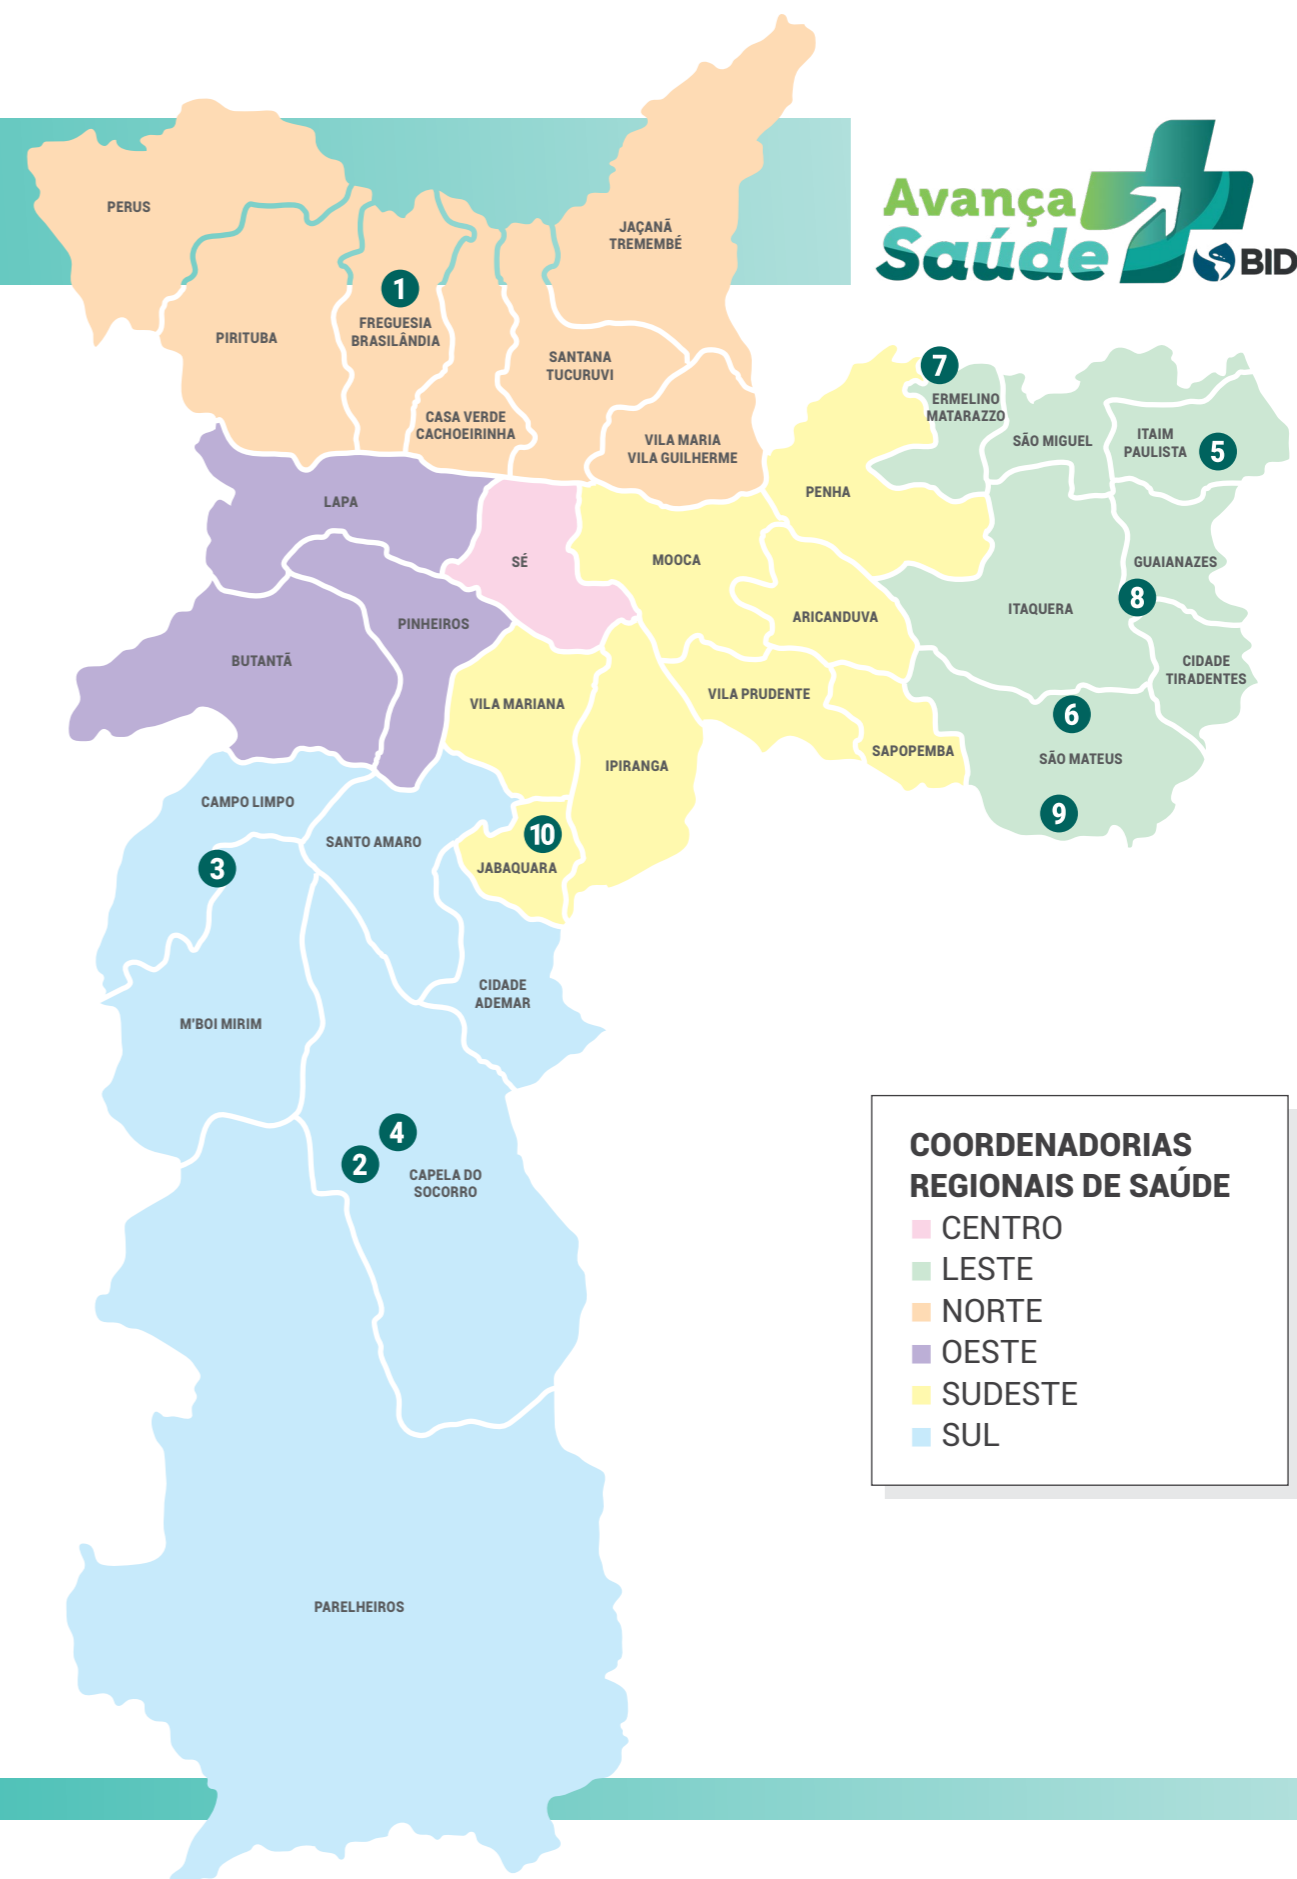 Avança
Saúde
BID
PERUS
JAÇANÃ
TREMEMBÉ
1
FREGUESIA
BRASILÂNDIA
PIRITUBA
SANTANA
TUCURUVI
CASA VERDE
CACHOEIRINHA
VILA MARIA
VILA GUILHERME
7
ERMELINO
MATARAZZO
SÃO MIGUEL
ITAIM
PAULISTA
5
PENHA
LAPA
SÉ
MOOCA
GUAIANAZES
8
ITAQUERA
ARICANDUVA
PINHEIROS
BUTANTÃ
CIDADE
TIRADENTES
VILA MARIANA
VILA PRUDENTE
6
SÃO MATEUS
SAPOPEMBA
IPIRANGA
9
CAMPO LIMPO
SANTO AMARO
10
JABAQUARA
3
CIDADE
ADEMAR
M'BOI MIRIM
4
2
CAPELA DO
SOCORRO
PARELHEIROS
COORDENADORIAS
REGIONAIS DE SAÚDE
CENTRO
LESTE
NORTE
OESTE
SUDESTE
SUL